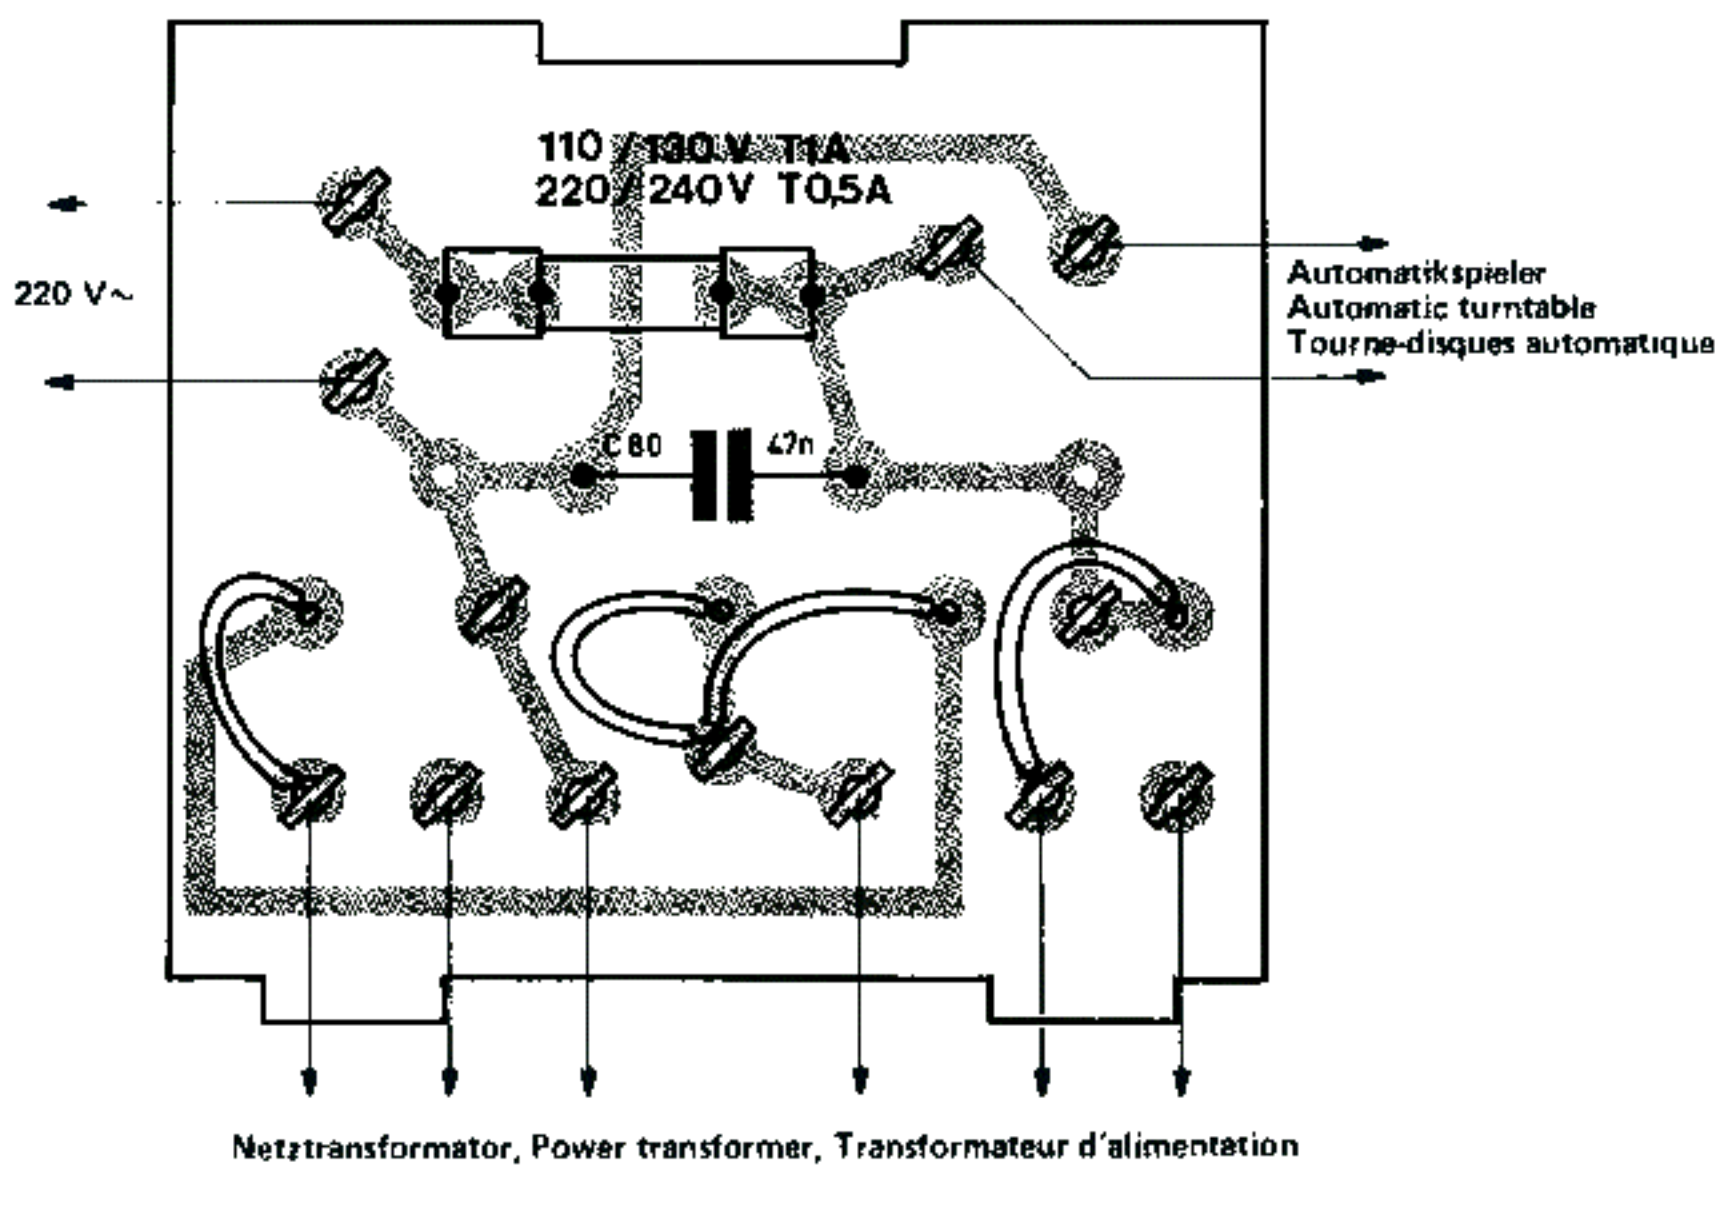 110/130 V T1A
220/240 V T0,5A
220 V~
Automatikspieler
Automatic turntable
Tourne-disques automatique
C 80 47n
Netztransformator, Power transformer, Transformateur d'alimentation